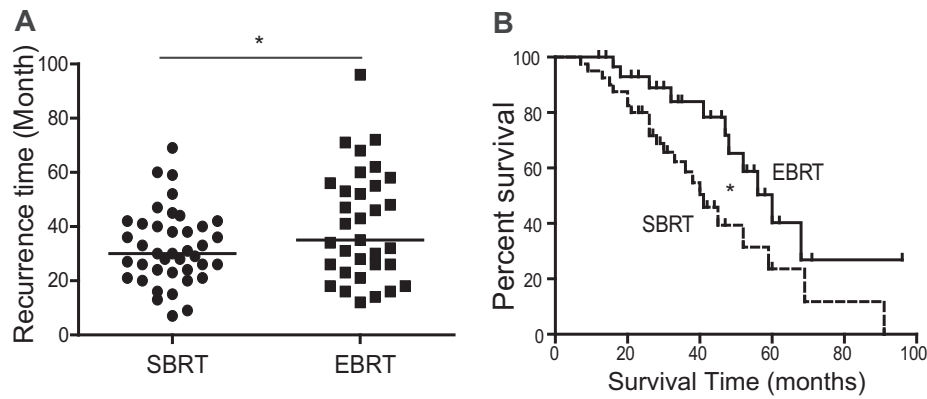 A
Recurrence time (Month)
100
80
60
40
20
0
*
SBRT
EBRT
B
Percent survival
100
80
60
40
20
0
EBRT
*
SBRT
0 20 40 60 80 100
Survival Time (months)